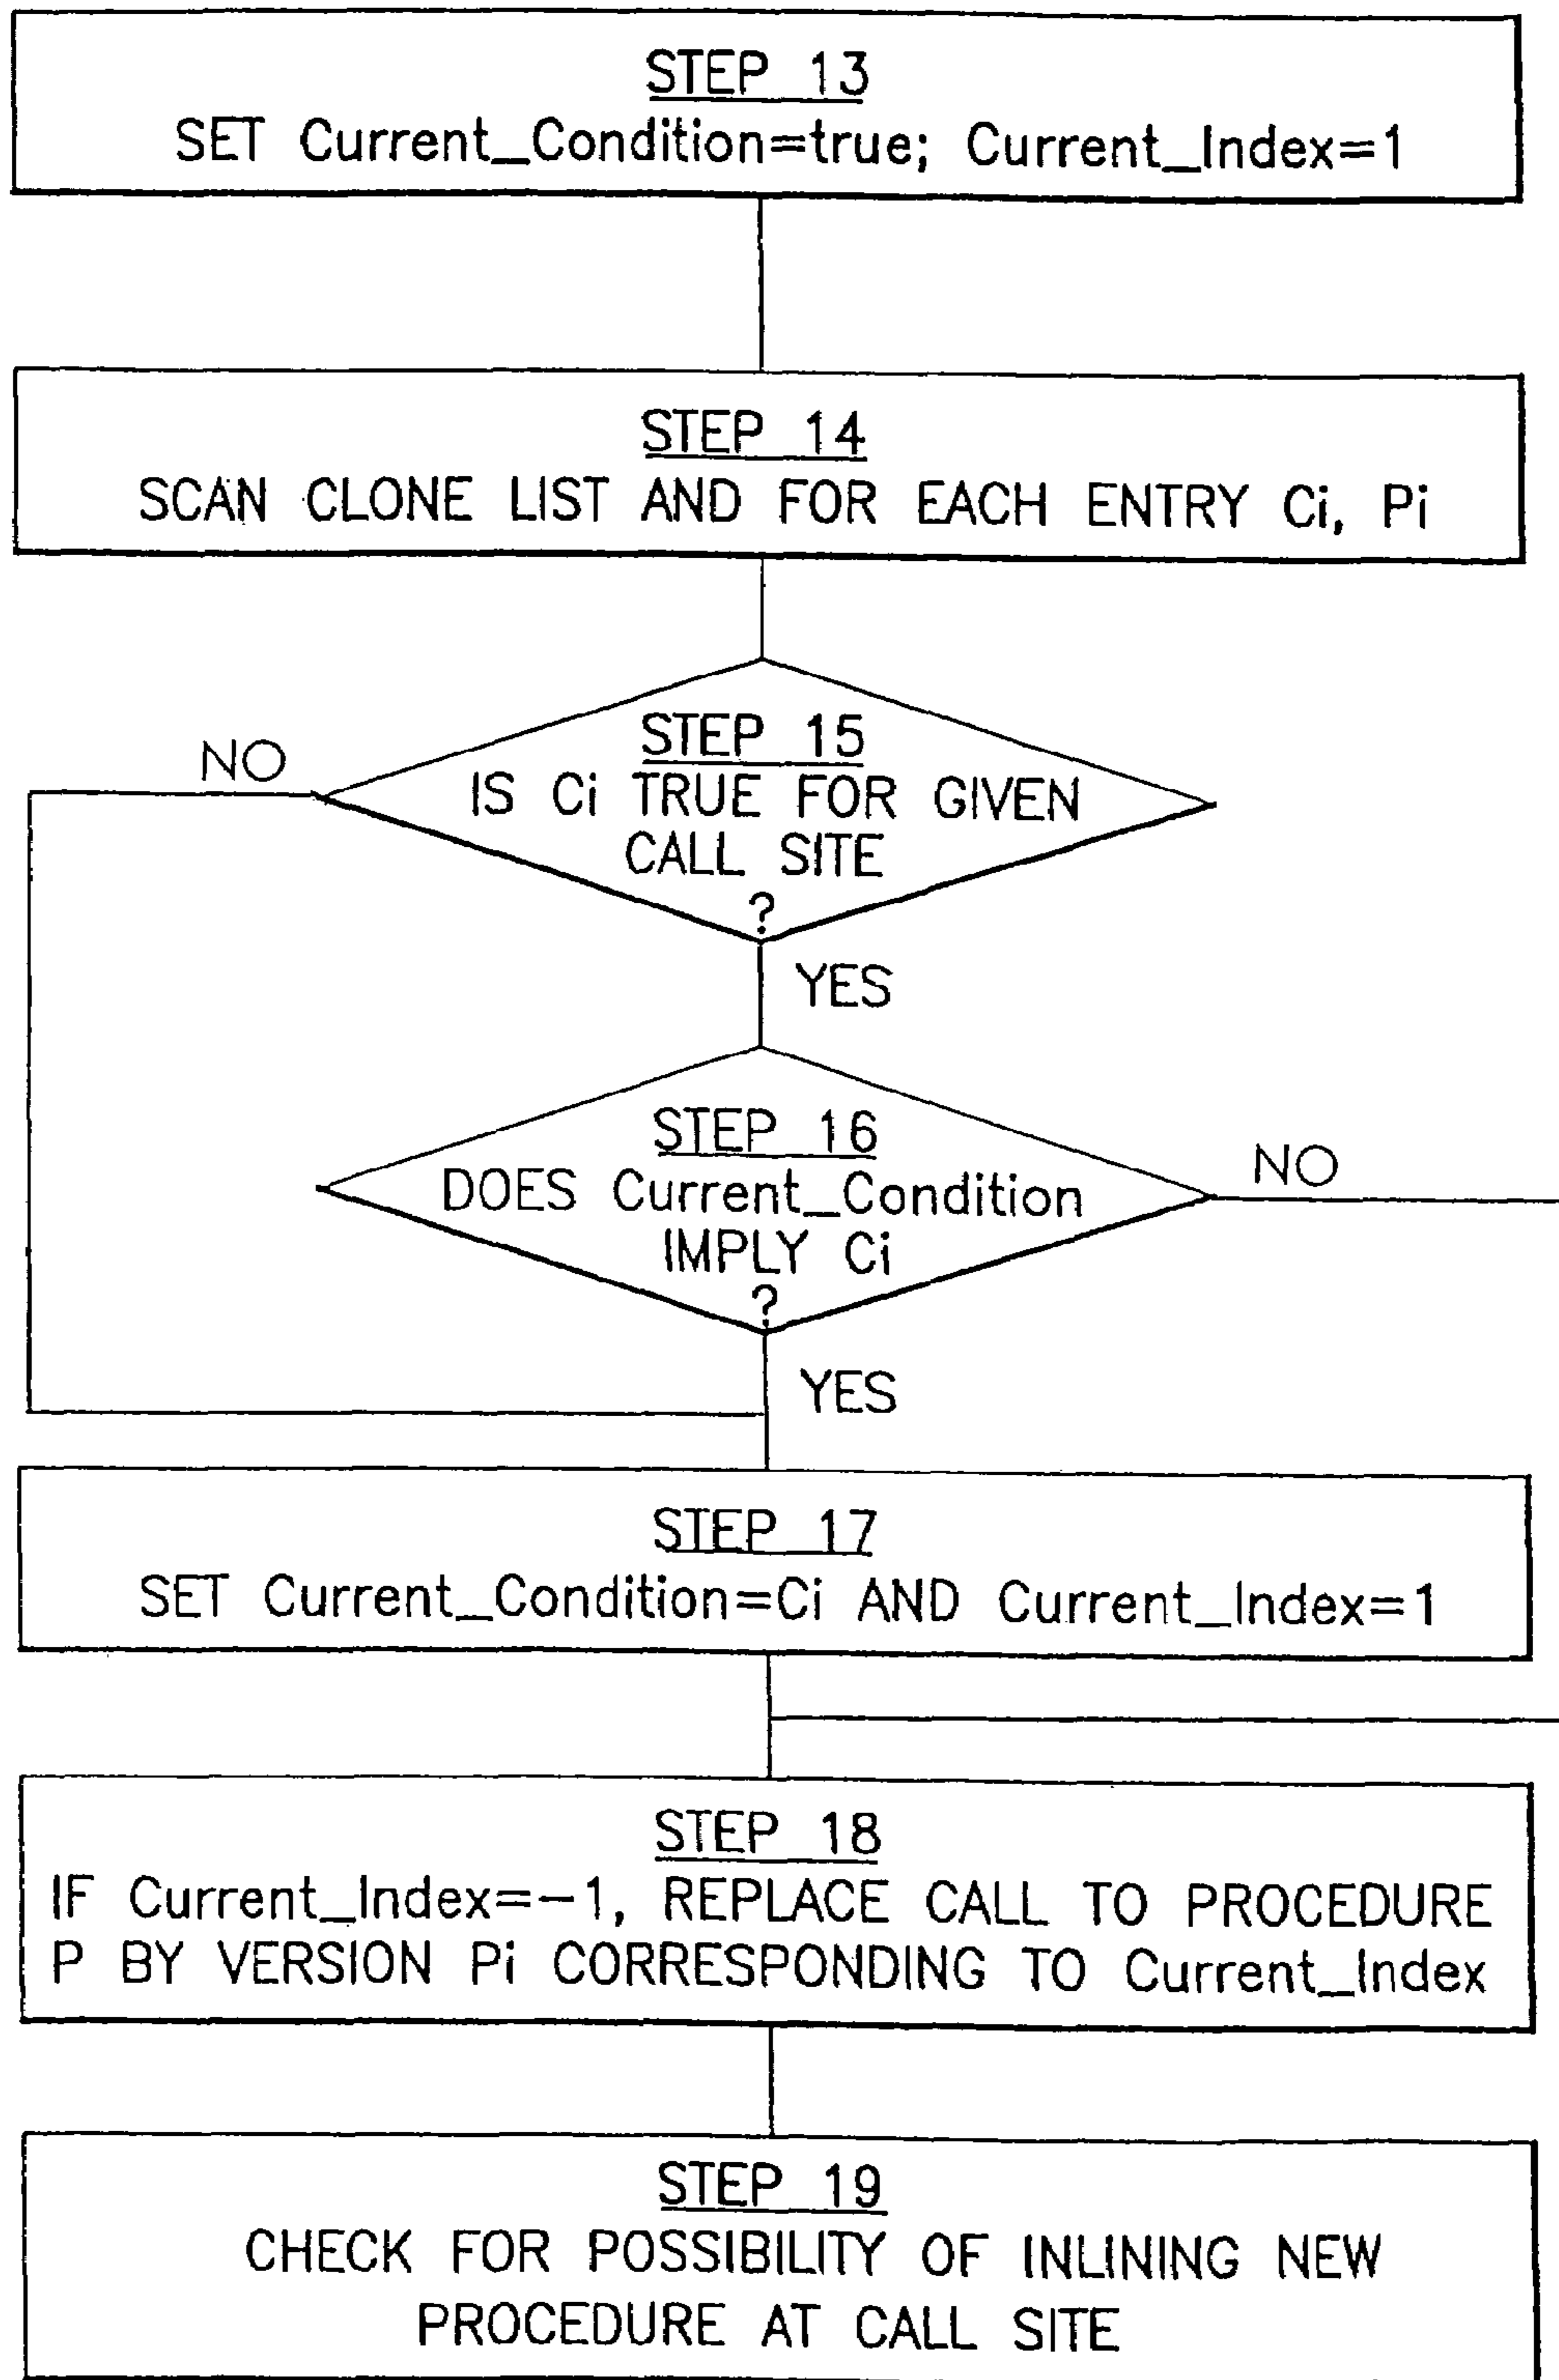 STEP 13
SET Current_Condition=true; Current_Index=1
STEP 14
SCAN CLONE LIST AND FOR EACH ENTRY Ci, Pi
NO
STEP 15
IS Ci TRUE FOR GIVEN
CALL SITE
?
YES
STEP 16
DOES Current_Condition
IMPLY Ci
?
NO
YES
STEP 17
SET Current_Condition=Ci AND Current_Index=1
STEP 18
IF Current_Index=-1, REPLACE CALL TO PROCEDURE
P BY VERSION Pi CORRESPONDING TO Current_Index
STEP 19
CHECK FOR POSSIBILITY OF INLINING NEW
PROCEDURE AT CALL SITE